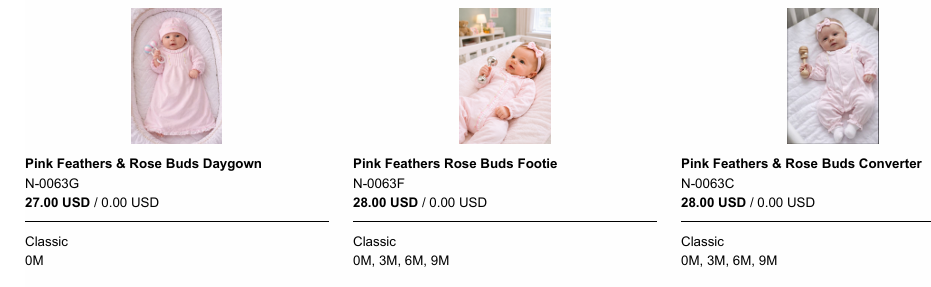 Pink Feathers & Rose Buds Daygown
N-0063G
27.00 USD / 0.00 USD
Classic
0M
Pink Feathers Rose Buds Footie
N-0063F
28.00 USD / 0.00 USD
Classic
0M, 3M, 6M, 9M
Pink Feathers & Rose Buds Converter
N-0063C
28.00 USD / 0.00 USD
Classic
0M, 3M, 6M, 9M